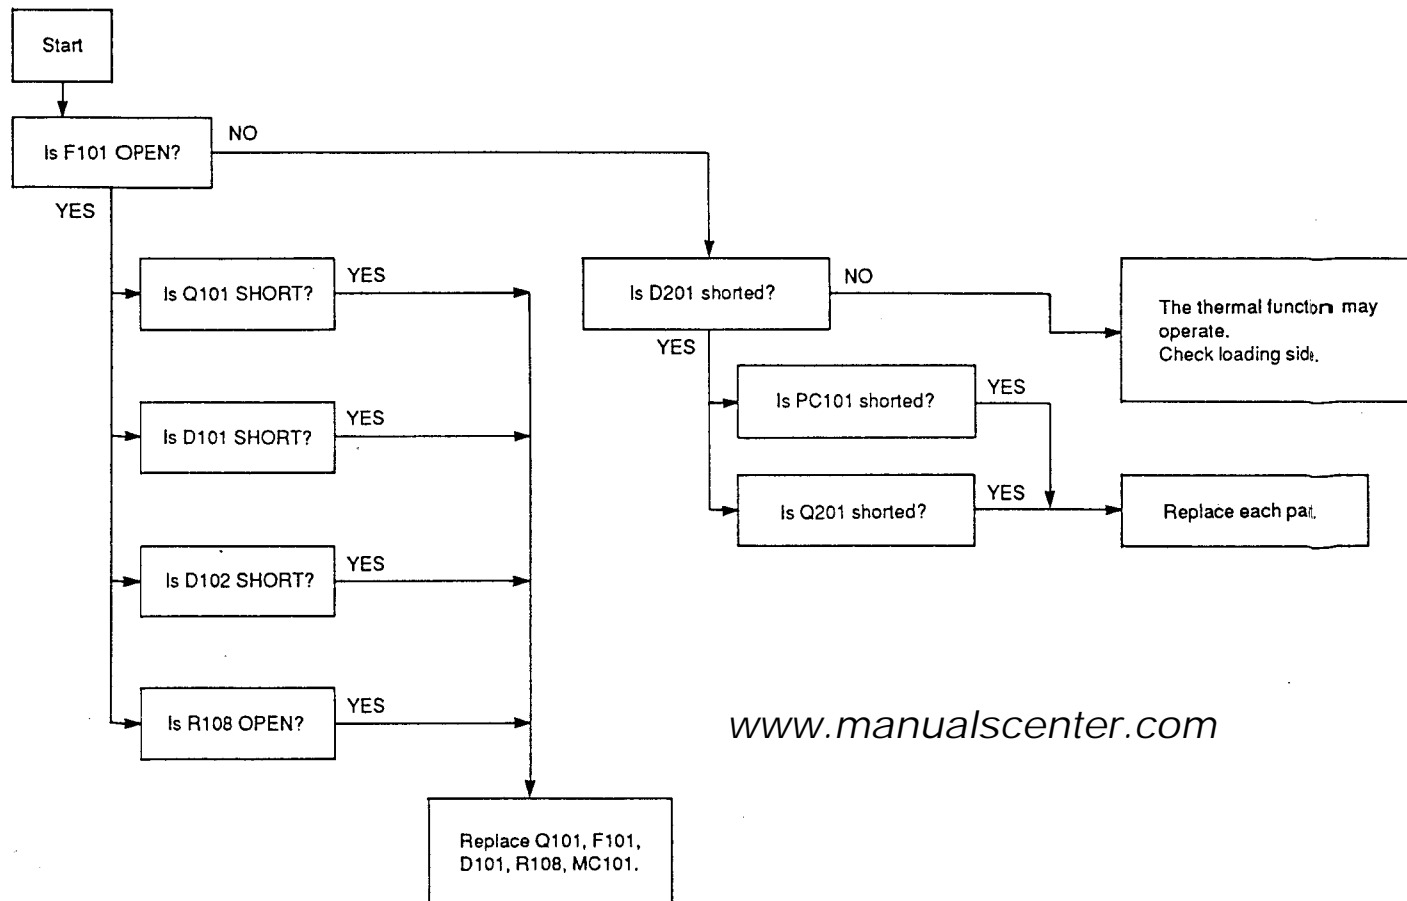 Start
Is F101 OPEN?
NO
YES
Is Q101 SHORT?
YES
Is D101 SHORT?
YES
Is D102 SHORT?
YES
Is R108 OPEN?
YES
Replace Q101, F101,
D101, R108, MC101.
Is D201 shorted?
NO
YES
The thermal function may
operate.
Check loading side.
Is PC101 shorted?
YES
Is Q201 shorted?
YES
Replace each part.
www.manualscenter.com